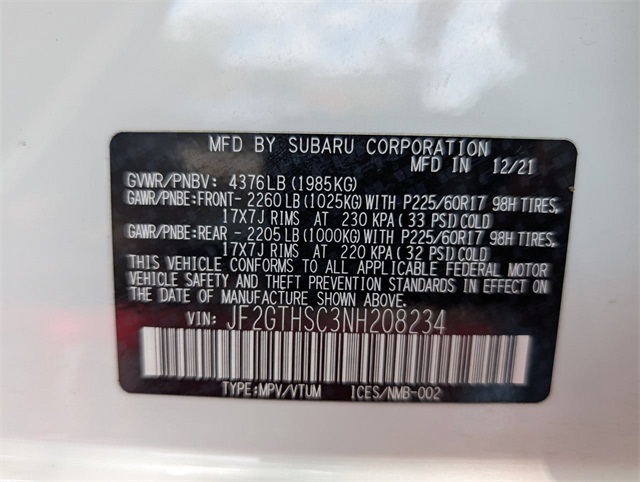 MFD BY SUBARU CORPORATION
MFD IN 12/21
GVWR/PNBV: 4376LB (1985KG)
GAWR/PNBE:FRONT- 2260 LB (1025KG) WITH P225/60R17 98H TIRES,
17X7J RIMS AT 230 KPA ( 33 PSI) COLD
GAWR/PNBE:REAR - 2205 LB (1000KG) WITH P225/60R17 98H TIRES,
17X7J RIMS AT 220 KPA ( 32 PSI) COLD
THIS VEHICLE CONFORMS TO ALL APPLICABLE FEDERAL MOTOR
VEHICLE SAFETY AND THEFT PREVENTION STANDARDS IN EFFECT ON
THE DATE OF MANUFACTURE SHOWN ABOVE.
VIN: JF2GTHSC3NH208234
TYPE:MPV/VTUM ICES/NMB-002